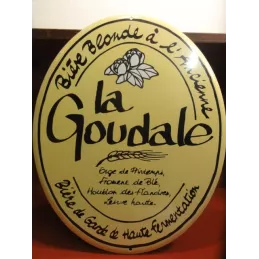 Bière Blonde à l'Ancienne
la
Goudale
Orge de Printemps,
Froment de Blé,
Houblon des Flandres,
Levure haute.
Bière de Garde de Haute Fermentation